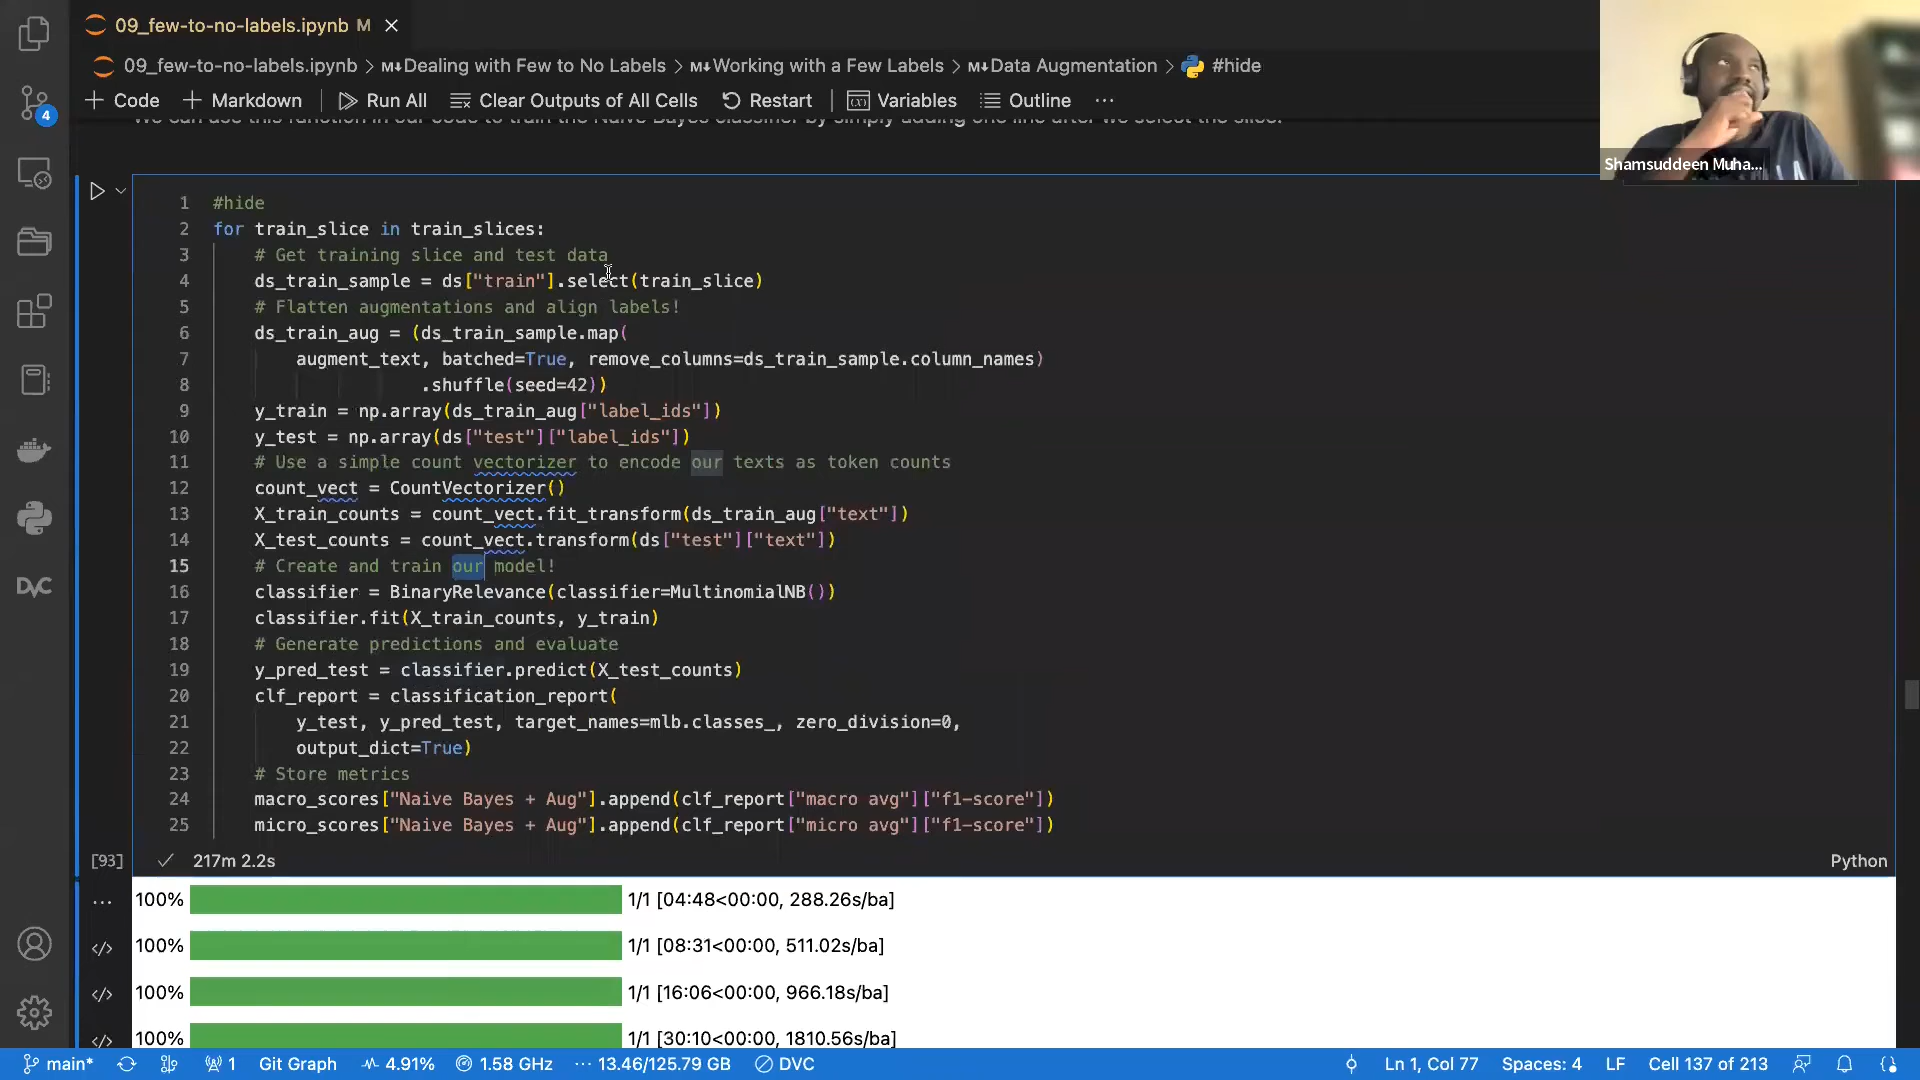 09_few-to-no-labels.ipynb M
09_few-to-no-labels.ipynb > M↓Dealing with Few to No Labels > M↓Working with a Few Labels > M↓Data Augmentation > #hide
+ Code + Markdown Run All Clear Outputs of All Cells Restart Variables Outline ...
We can use this function in our code to train the Naive Bayes classifier by simply adding one line after we select the slice:
Shamsuddeen Muha...
4
1 #hide
2 for train_slice in train_slices:
3 # Get training slice and test data
4 ds_train_sample = ds["train"].select(train_slice)
5 # Flatten augmentations and align labels!
6 ds_train_aug = (ds_train_sample.map(
7 augment_text, batched=True, remove_columns=ds_train_sample.column_names)
8 .shuffle(seed=42))
9 y_train = np.array(ds_train_aug["label_ids"])
10 y_test = np.array(ds["test"]["label_ids"])
11 # Use a simple count vectorizer to encode our texts as token counts
12 count_vect = CountVectorizer()
13 X_train_counts = count_vect.fit_transform(ds_train_aug["text"])
14 X_test_counts = count_vect.transform(ds["test"]["text"])
15 # Create and train our model!
16 classifier = BinaryRelevance(classifier=MultinomialNB())
17 classifier.fit(X_train_counts, y_train)
18 # Generate predictions and evaluate
19 y_pred_test = classifier.predict(X_test_counts)
20 clf_report = classification_report(
21 y_test, y_pred_test, target_names=mlb.classes_, zero_division=0,
22 output_dict=True)
23 # Store metrics
24 macro_scores["Naive Bayes + Aug"].append(clf_report["macro avg"]["f1-score"])
25 micro_scores["Naive Bayes + Aug"].append(clf_report["micro avg"]["f1-score"])
DVC
[93] ✓ 217m 2.2s Python
... 100% 1/1 [04:48<00:00, 288.26s/ba]
</> 100% 1/1 [08:31<00:00, 511.02s/ba]
</> 100% 1/1 [16:06<00:00, 966.18s/ba]
</> 100% 1/1 [30:10<00:00, 1810.56s/ba]
main* 1 Git Graph 4.91% 1.58 GHz ... 13.46/125.79 GB DVC Ln 1, Col 77 Spaces: 4 LF Cell 137 of 213